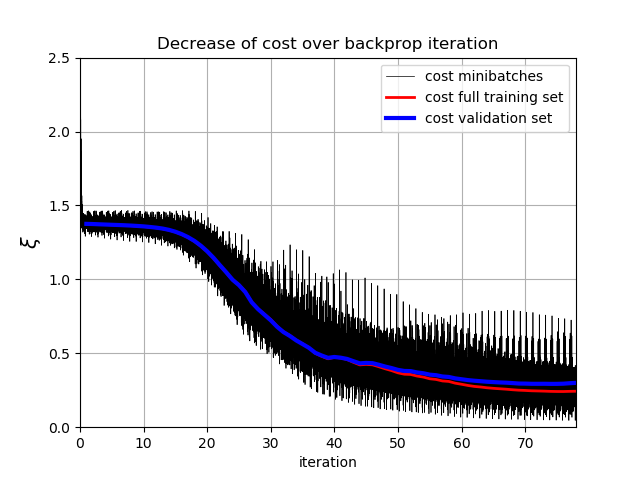 Decrease of cost over backprop iteration
2.5
2.0
1.5
1.0
0.5
0.0
ξ
cost minibatches
cost full training set
cost validation set
0 10 20 30 40 50 60 70
iteration